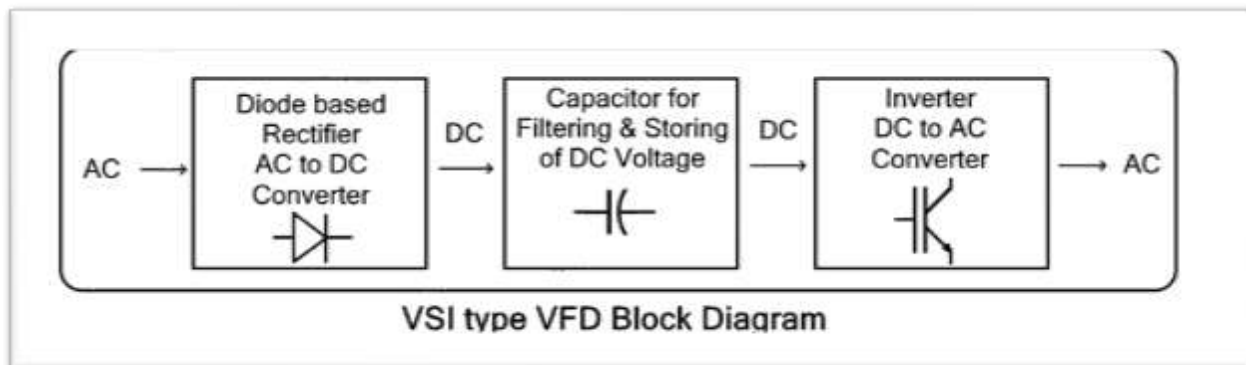 AC
Diode based
Rectifier
AC to DC
Converter
DC
Capacitor for
Filtering & Storing
of DC Voltage
DC
Inverter
DC to AC
Converter
AC
VSI type VFD Block Diagram